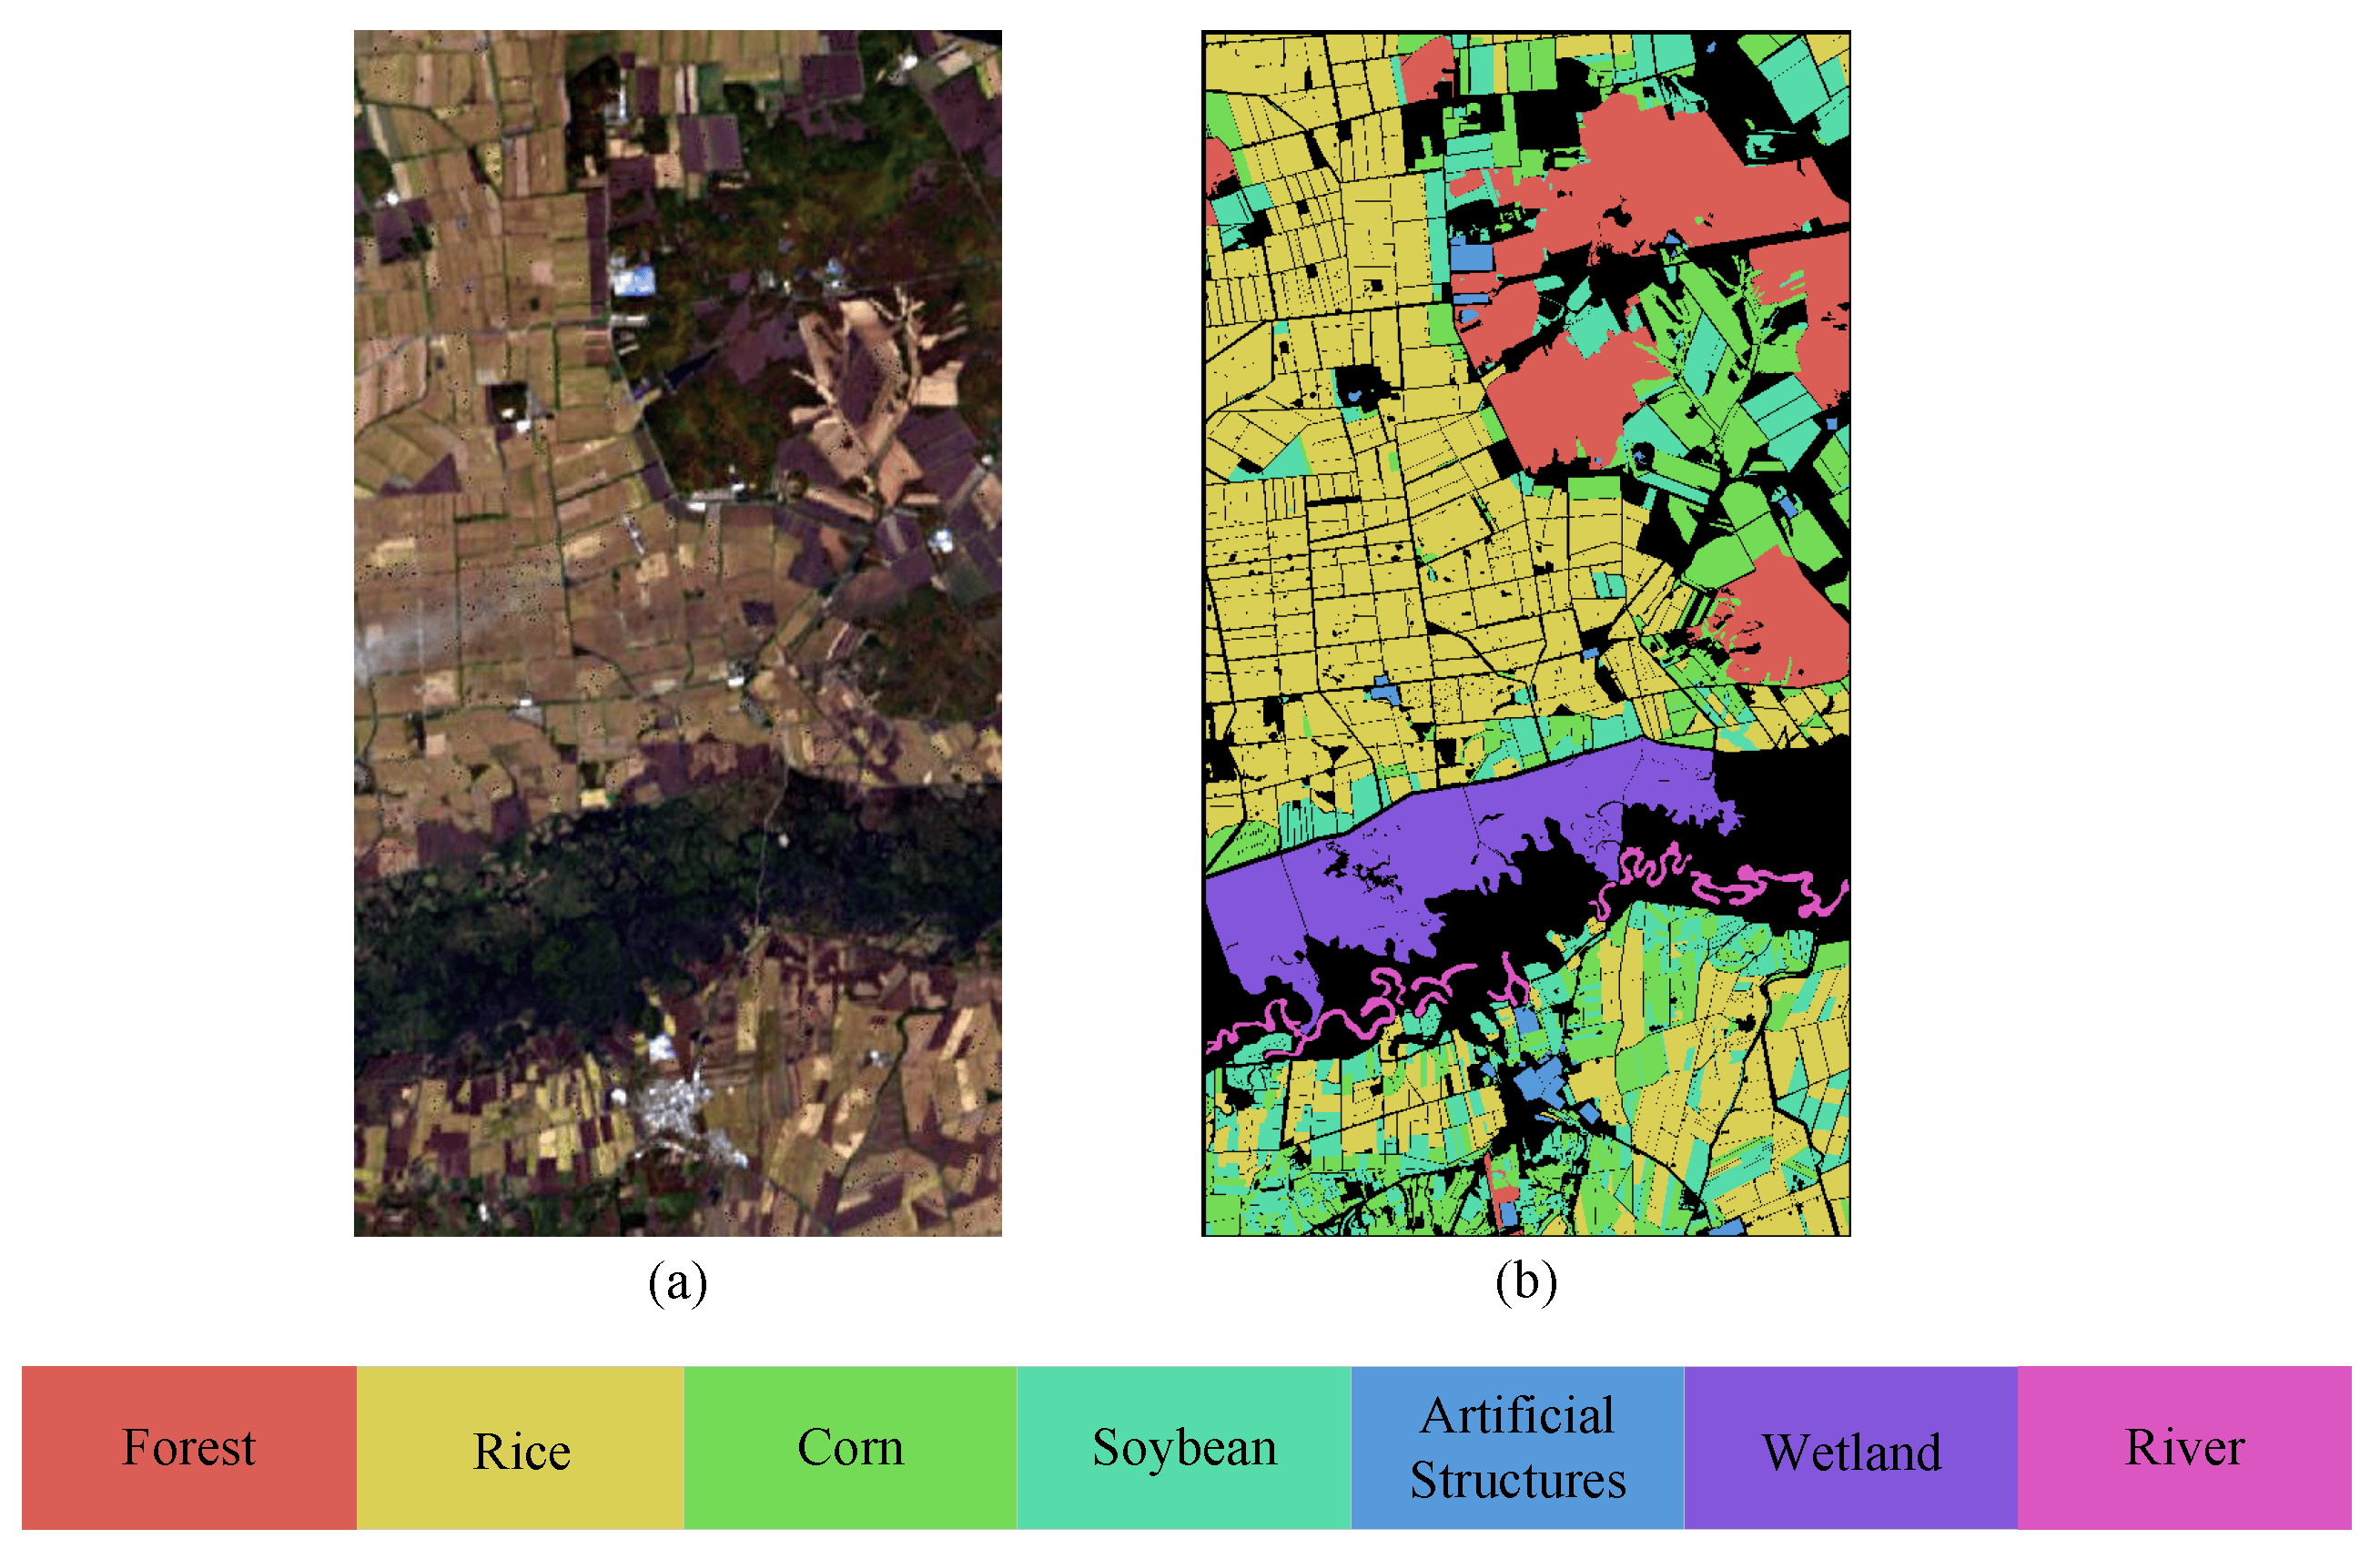 (a)
(b)
Forest
Rice
Corn
Soybean
Artificial
Structures
Wetland
River